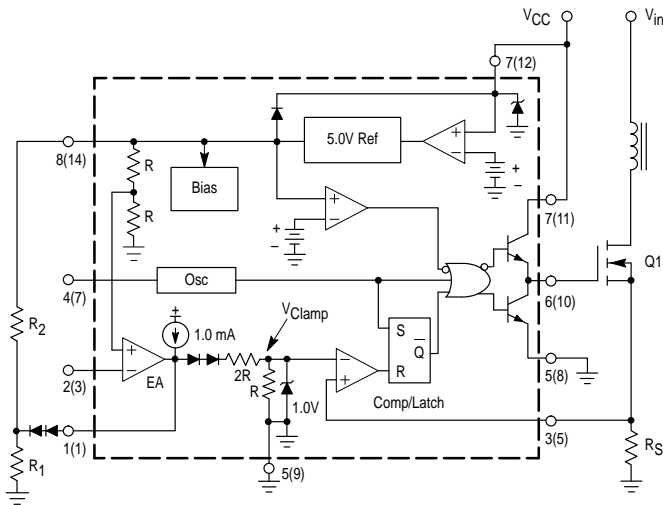 VCC
Vin
7(12)
8(14)
R
5.0V Ref
+
–
+
–
Bias
R
+
–
+
–
7(11)
Q1
4(7)
Osc
6(10)
VClamp
+
1.0 mA
R2
S
Q
R
+
–
EA
2R
R
1.0V
–
+
Comp/Latch
5(8)
2(3)
1(1)
3(5)
R1
5(9)
RS